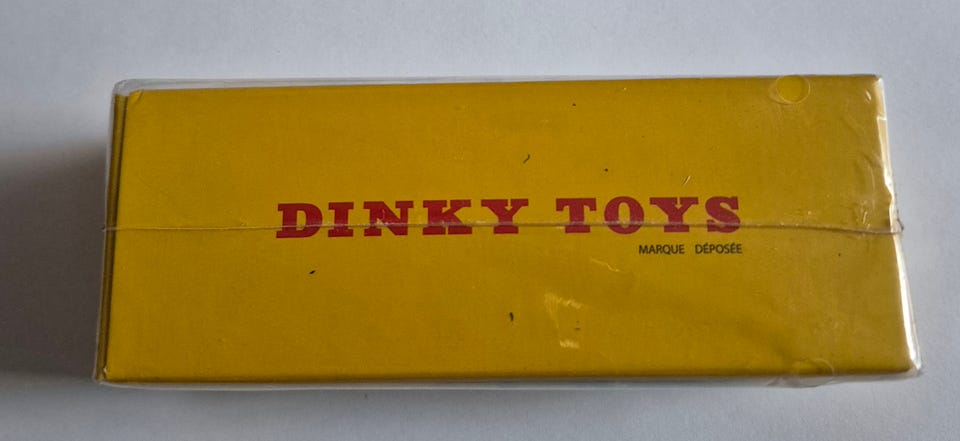 DINKY TOYS
MARQUE DÉPOSÉE